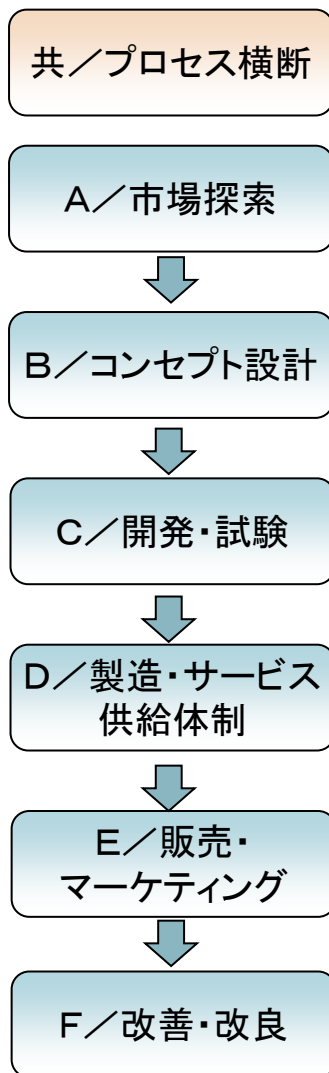 共／プロセス横断
A／市場探索
B／コンセプト設計
C／開発・試験
D／製造・サービス
供給体制
E／販売・
マーケティング
F／改善・改良